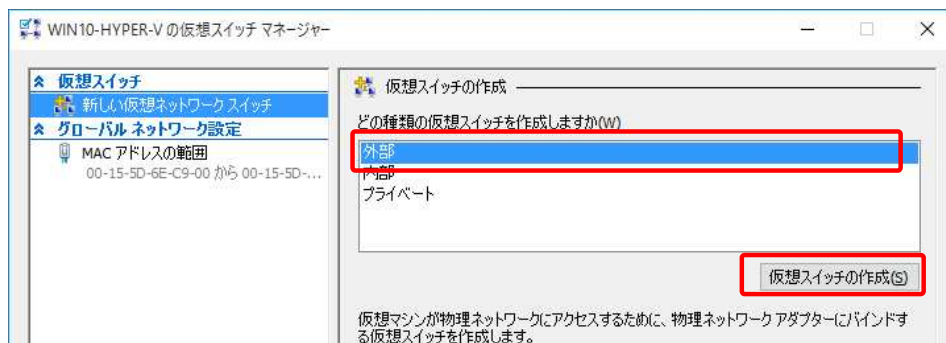 WIN10-HYPER-V の仮想スイッチ マネージャー
仮想スイッチ
新しい仮想ネットワーク スイッチ
グローバル ネットワーク設定
MAC アドレスの範囲
00-15-5D-6E-C9-00 から 00-15-5D-...
仮想スイッチの作成
どの種類の仮想スイッチを作成しますか(W)
外部
内部
プライベート
仮想スイッチの作成(S)
仮想マシンが物理ネットワークにアクセスするために、物理ネットワーク アダプターにバインドす
る仮想スイッチを作成します。